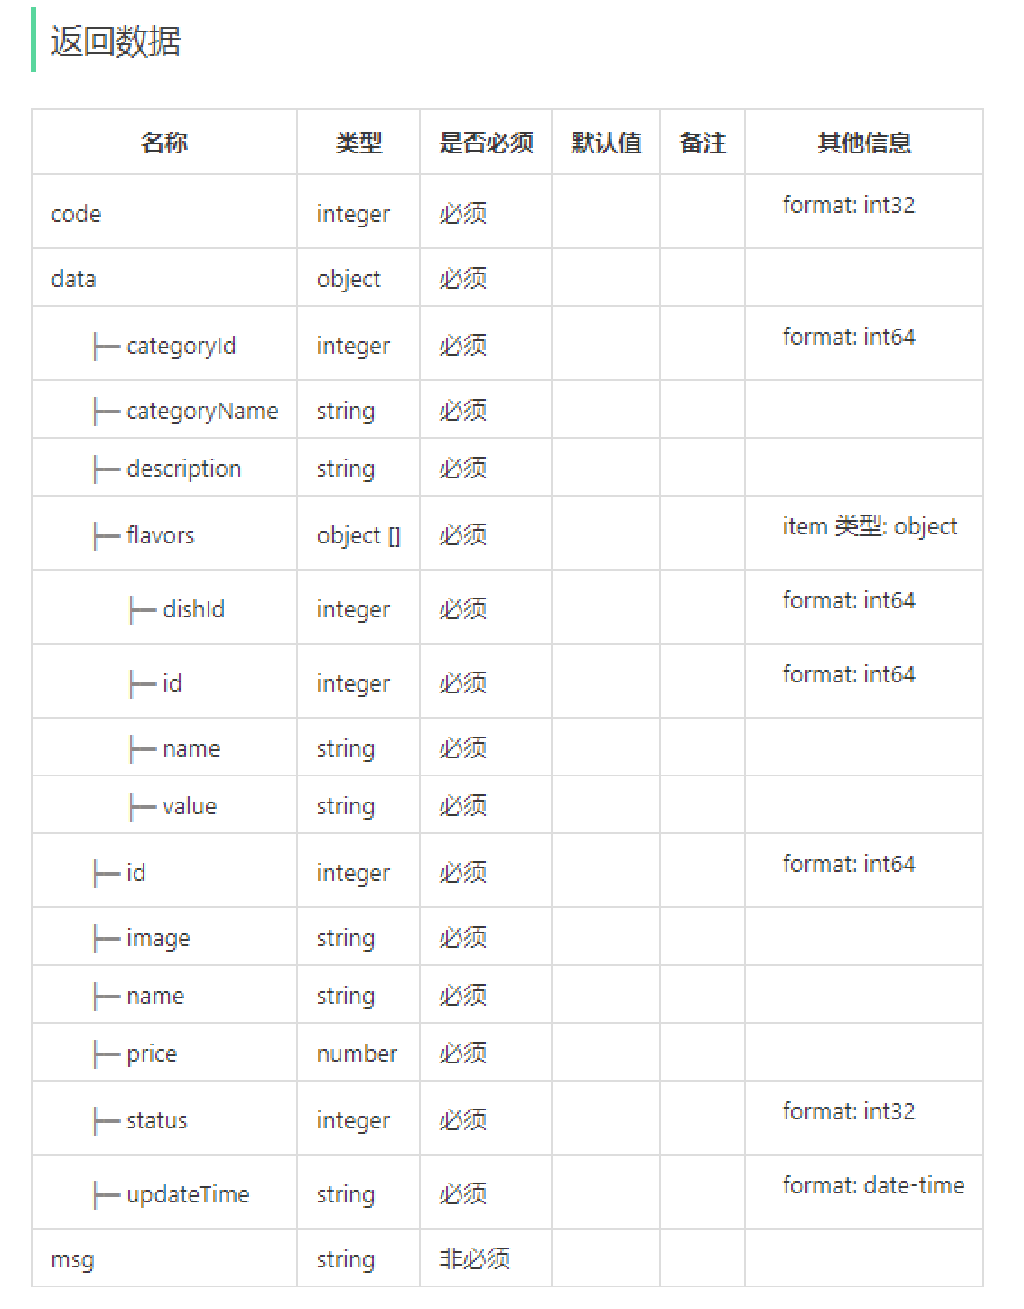 返回数据
名称 类型 是否必须 默认值 备注 其他信息
code integer 必须 format: int32
data object 必须
├─ categoryId integer 必须 format: int64
├─ categoryName string 必须
├─ description string 必须
├─ flavors object [] 必须 item 类型: object
├─ dishId integer 必须 format: int64
├─ id integer 必须 format: int64
├─ name string 必须
├─ value string 必须
├─ id integer 必须 format: int64
├─ image string 必须
├─ name string 必须
├─ price number 必须
├─ status integer 必须 format: int32
├─ updateTime string 必须 format: date-time
msg string 非必须